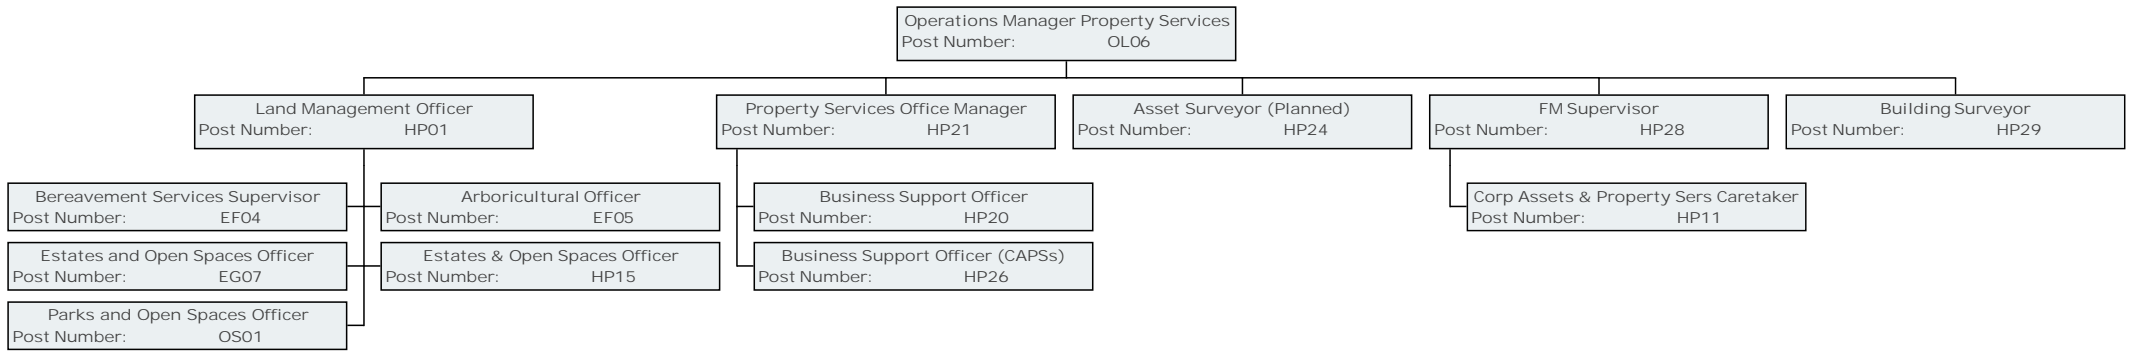 Operations Manager Property Services
Post Number: OL06
Land Management Officer
Post Number: HP01
Property Services Office Manager
Post Number: HP21
Asset Surveyor (Planned)
Post Number: HP24
FM Supervisor
Post Number: HP28
Building Surveyor
Post Number: HP29
Bereavement Services Supervisor
Post Number: EF04
Arboricultural Officer
Post Number: EF05
Business Support Officer
Post Number: HP20
Corp Assets & Property Sers Caretaker
Post Number: HP11
Estates and Open Spaces Officer
Post Number: EG07
Estates & Open Spaces Officer
Post Number: HP15
Business Support Officer (CAPSs)
Post Number: HP26
Parks and Open Spaces Officer
Post Number: OS01